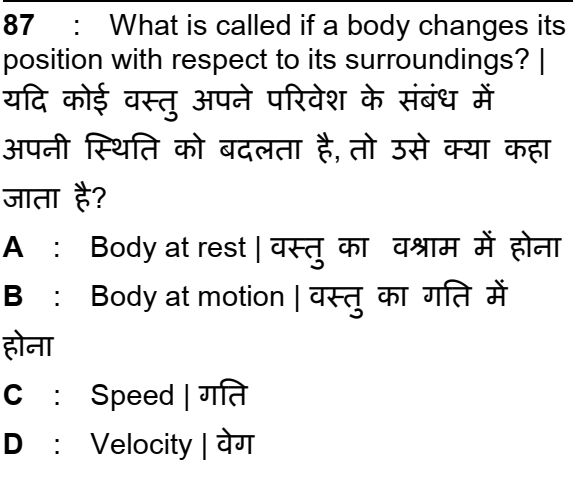 87 : What is called if a body changes its
position with respect to its surroundings? |
यदि कोई वस्तु अपने परिवेश के संबंध में
अपनी स्थिति को बदलता है, तो उसे क्या कहा
जाता है?
A : Body at rest | वस्तु का वश्राम में होना
B : Body at motion | वस्तु का गति में
होना
C : Speed | गति
D : Velocity | वेग